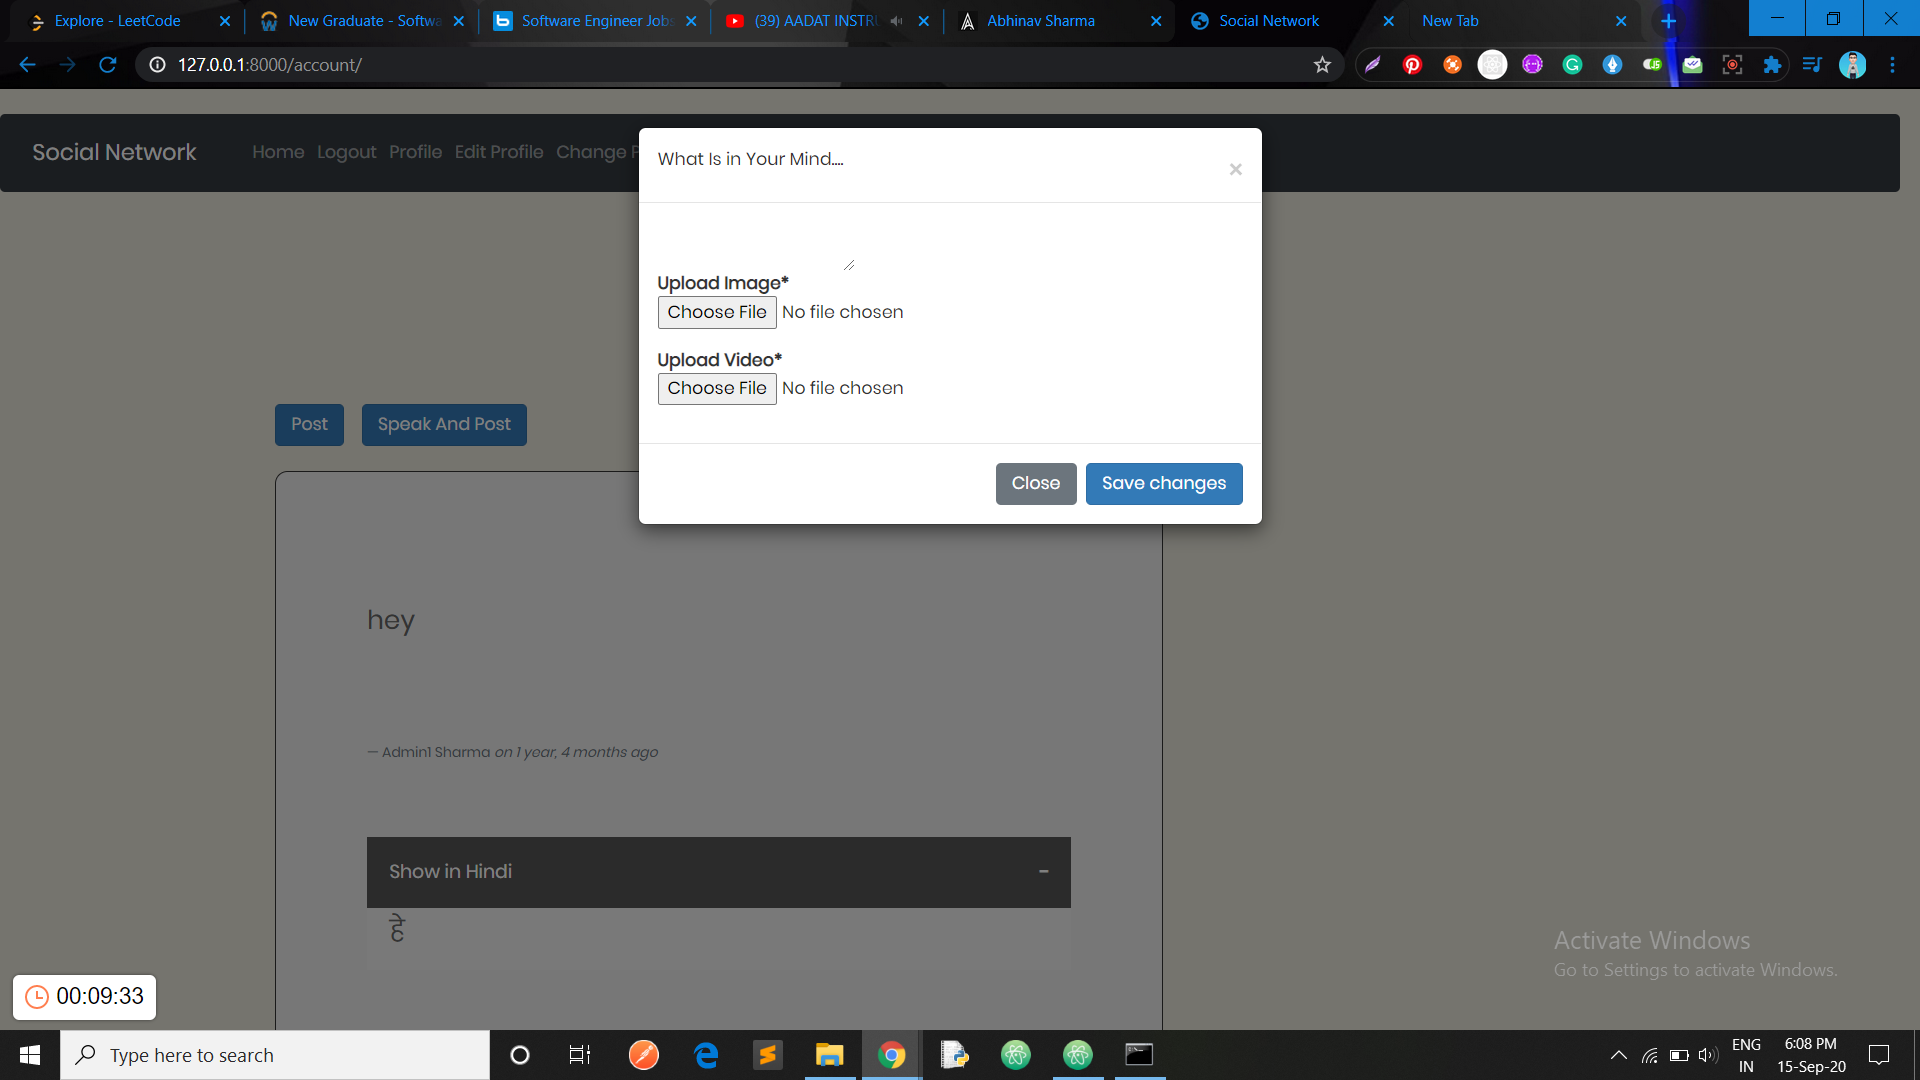 Explore - LeetCode
New Graduate - Softwa
Software Engineer Jobs
(39) AADAT INSTRU
Abhinav Sharma
Social Network
New Tab
127.0.0.1:8000/account/
Social Network
Home Logout Profile Edit Profile Change P
What Is in Your Mind....
×
Upload Image*
Choose File No file chosen
Upload Video*
Choose File No file chosen
Close Save changes
Post Speak And Post
hey
— Admin1 Sharma on 1 year, 4 months ago
Show in Hindi -
हे
Activate Windows
Go to Settings to activate Windows.
00:09:33
Type here to search
ENG
IN
6:08 PM
15-Sep-20